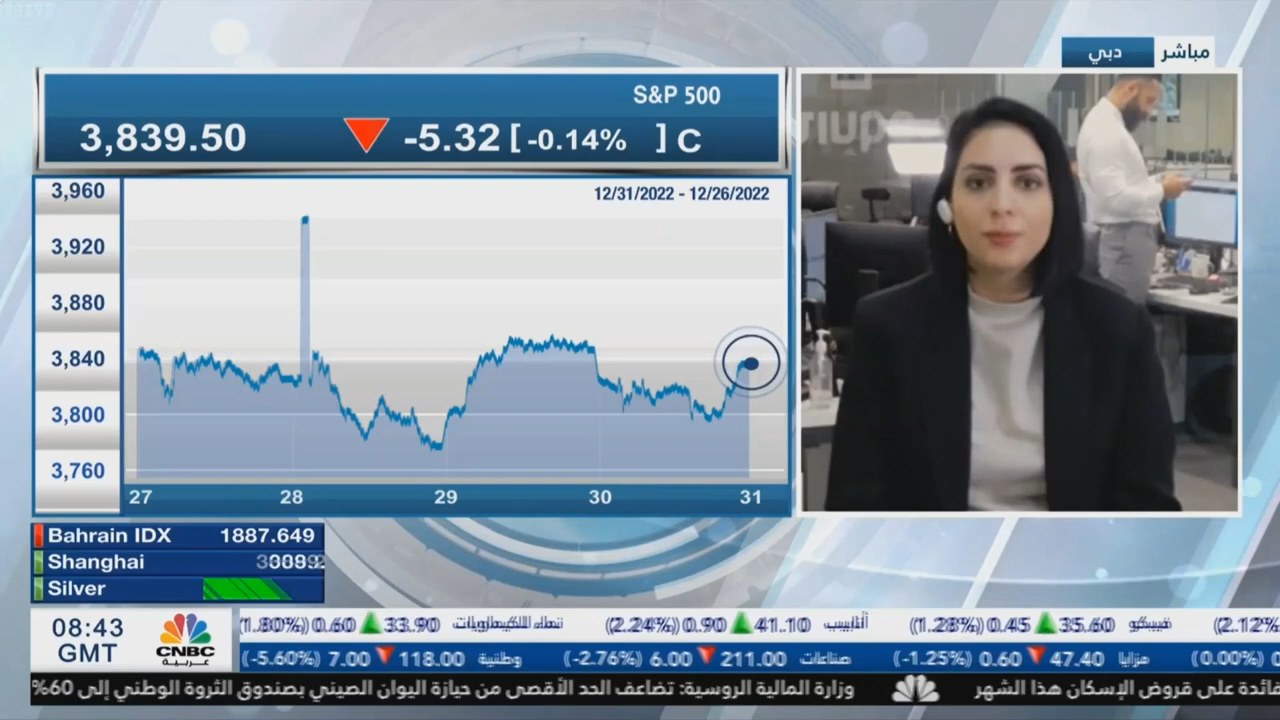 مباشر
دبي
S&P 500
3,839.50 -5.32 [ -0.14% ] C
12/31/2022 - 12/26/2022
3,960
3,920
3,880
3,840
3,800
3,760
27 28 29 30 31
Bahrain IDX 1887.649
Shanghai
Silver
08:43
GMT
CNBC
عربية
نماء للكيماويات 33.90 0.60 (1.80%)
أنابيب 41.10 0.90 (2.24%)
فيبكو 35.60 0.45 (1.28%)
(2.12%
وطنية 118.00 7.00 (-5.60%)
صناعات 211.00 6.00 (-2.76%)
مزايا 47.40 0.60 (-1.25%)
(0.00%)
فائدة على قروض الإسكان هذا الشهر
وزارة المالية الروسية: تضاعف الحد الأقصى من حيازة اليوان الصيني بصندوق الثروة الوطني إلى 60%